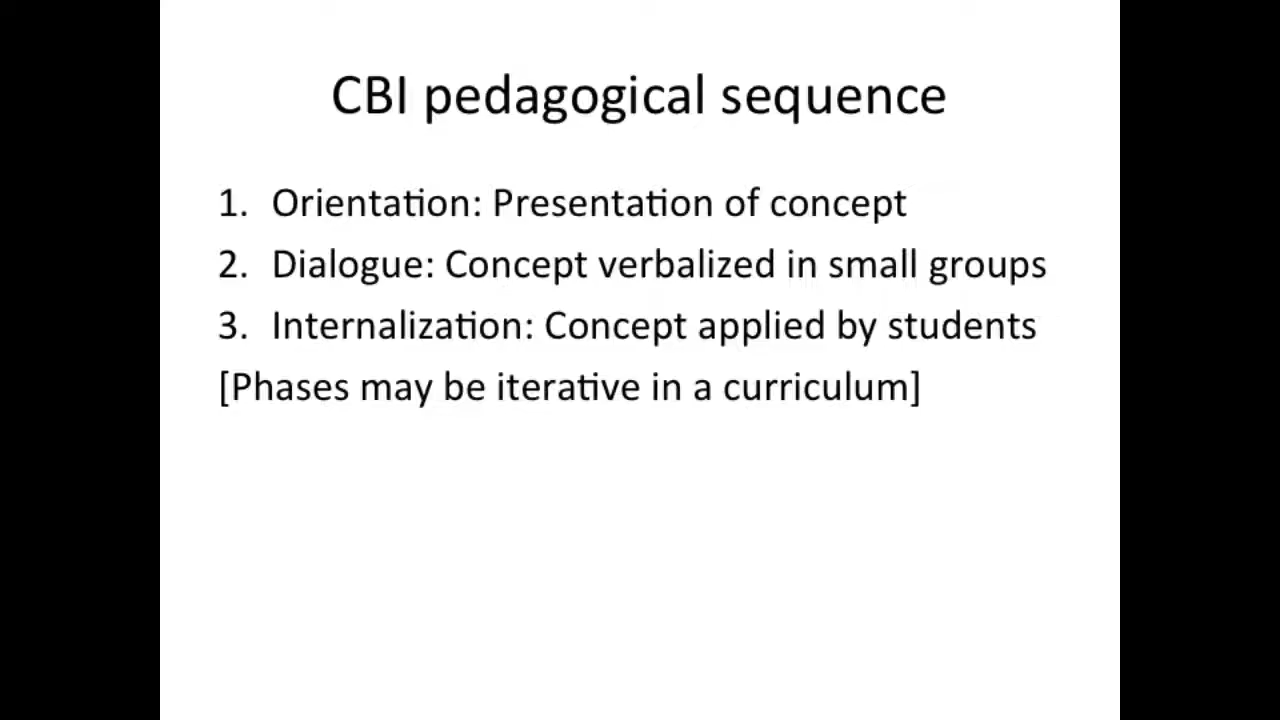 CBI pedagogical sequence
1. Orientation: Presentation of concept
2. Dialogue: Concept verbalized in small groups
3. Internalization: Concept applied by students
[Phases may be iterative in a curriculum]